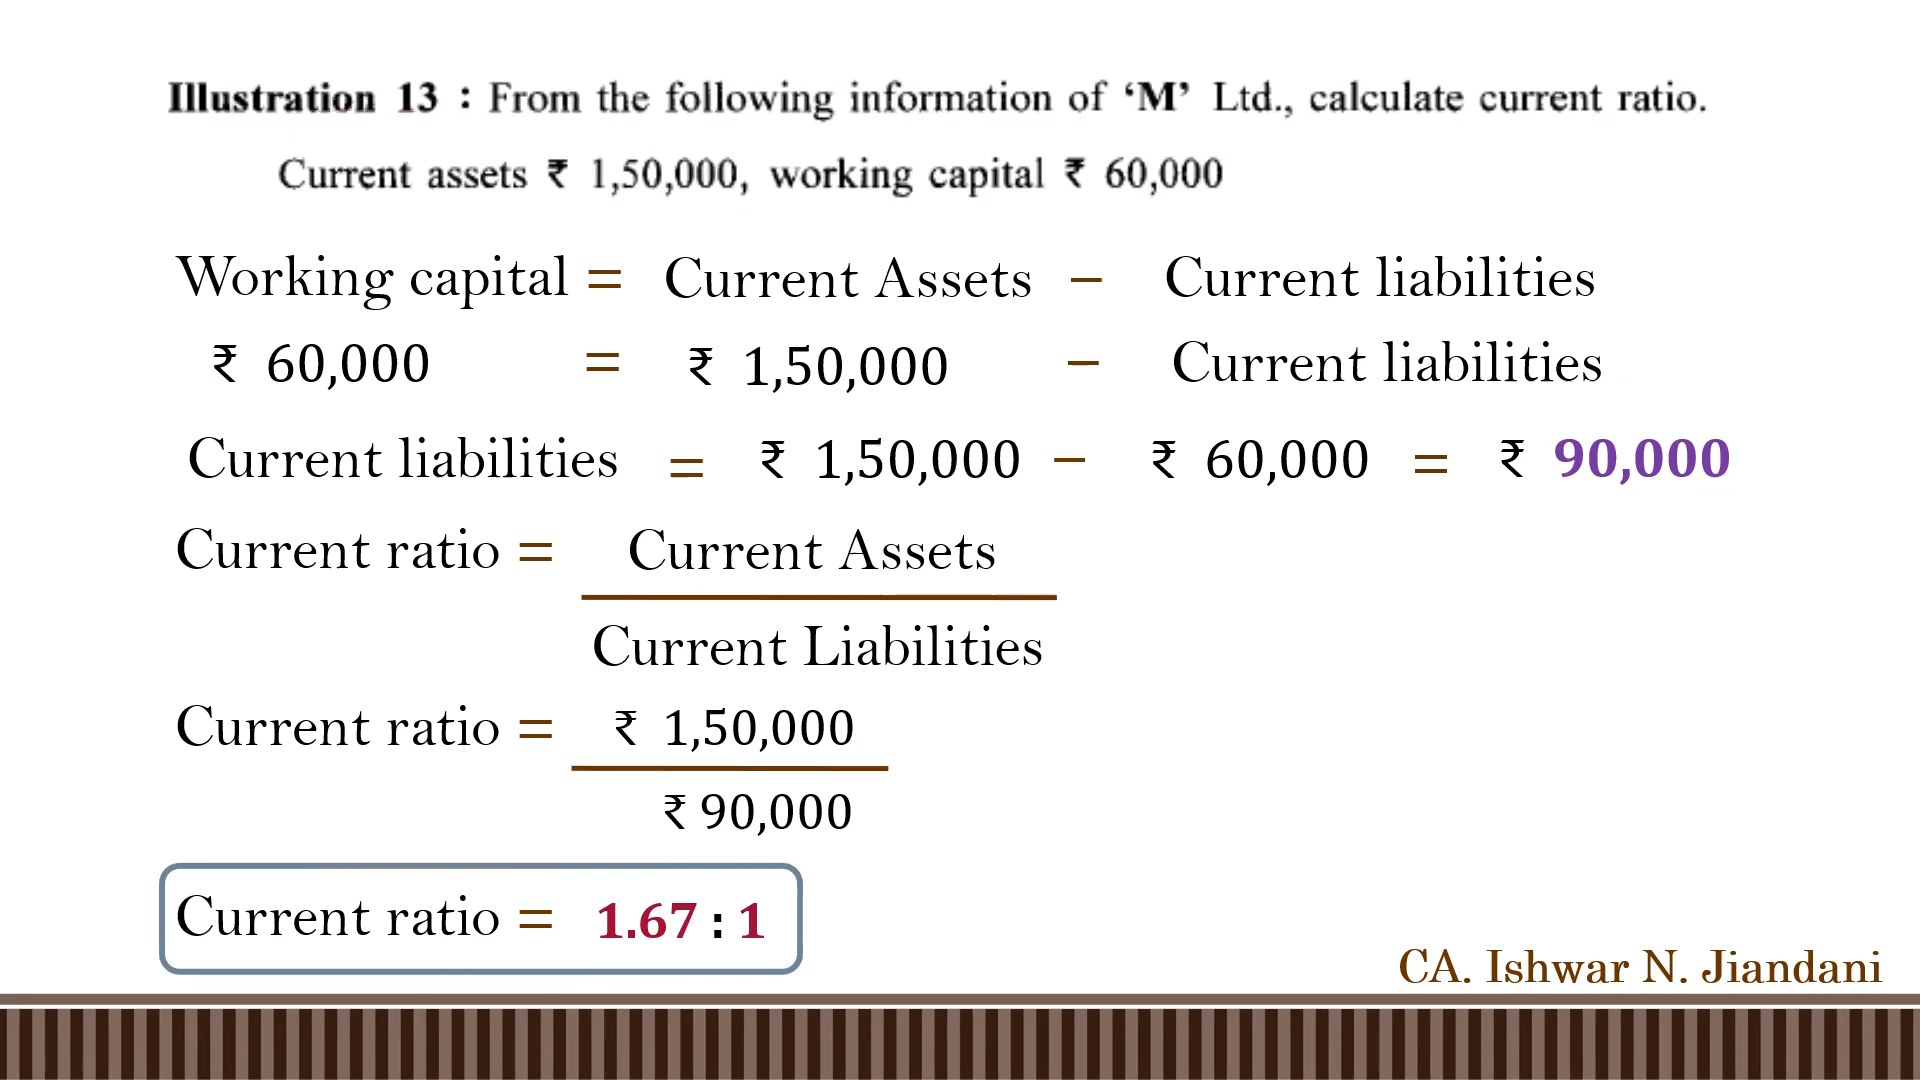 Illustration 13 : From the following information of ‘M’ Ltd., calculate current ratio.
Current assets ₹ 1,50,000, working capital ₹ 60,000
Working capital = Current Assets − Current liabilities
₹ 60,000 = ₹ 1,50,000 − Current liabilities
Current liabilities = ₹ 1,50,000 − ₹ 60,000 = ₹ 90,000
Current ratio = Current Assets
Current Liabilities
Current ratio = ₹ 1,50,000
₹ 90,000
Current ratio = 1.67 : 1
CA. Ishwar N. Jiandani